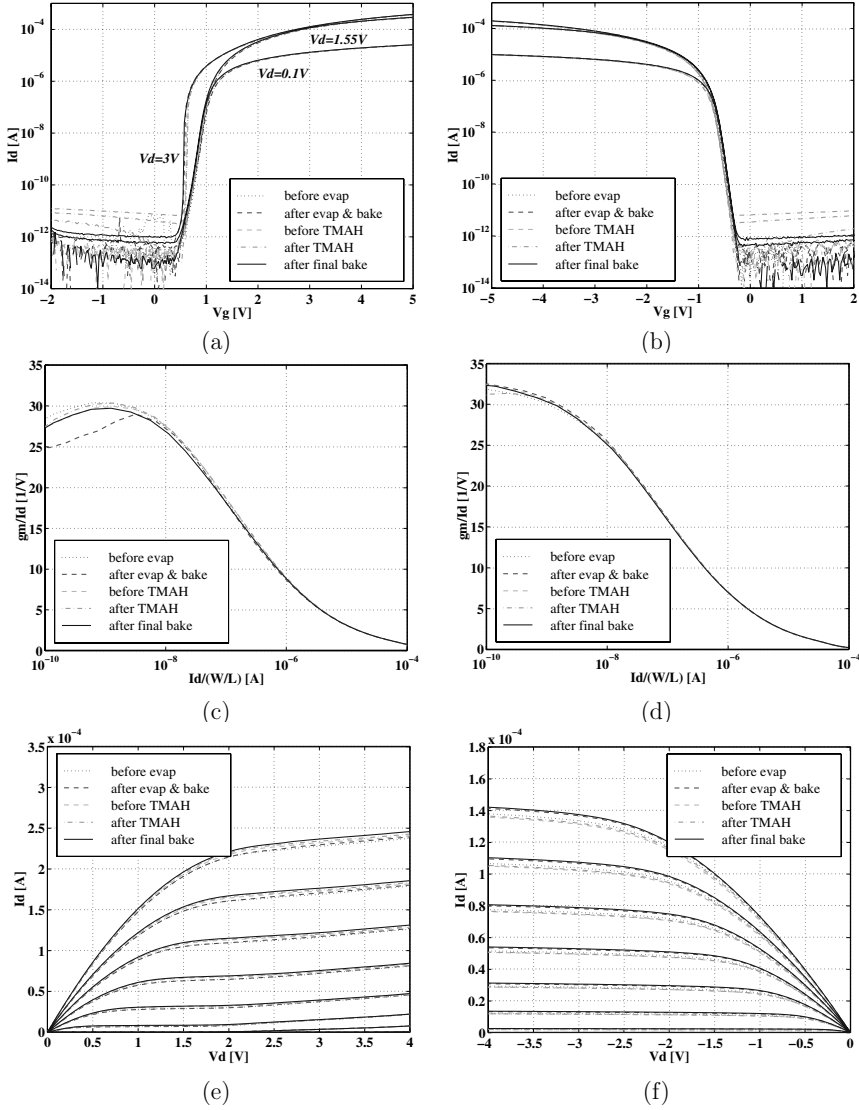 10⁻⁴
10⁻⁶
10⁻⁸
10⁻¹⁰
10⁻¹²
10⁻¹⁴
Id [A]
Vd=1.55V
Vd=0.1V
Vd=3V
before evap
after evap & bake
before TMAH
after TMAH
after final bake
−2 −1 0 1 2 3 4 5
Vg [V]
(a)
10⁻⁴
10⁻⁶
10⁻⁸
10⁻¹⁰
10⁻¹²
10⁻¹⁴
Id [A]
before evap
after evap & bake
before TMAH
after TMAH
after final bake
−5 −4 −3 −2 −1 0 1 2
Vg [V]
(b)
35
30
25
20
15
10
5
0
gm/Id [1/V]
before evap
after evap & bake
before TMAH
after TMAH
after final bake
10⁻¹⁰ 10⁻⁸ 10⁻⁶ 10⁻⁴
Id/(W/L) [A]
(c)
35
30
25
20
15
10
5
0
gm/Id [1/V]
before evap
after evap & bake
before TMAH
after TMAH
after final bake
10⁻¹⁰ 10⁻⁸ 10⁻⁶ 10⁻⁴
Id/(W/L) [A]
(d)
x 10⁻⁴
3.5
3
2.5
2
1.5
1
0.5
0
Id [A]
before evap
after evap & bake
before TMAH
after TMAH
after final bake
0 0.5 1 1.5 2 2.5 3 3.5 4
Vd [V]
(e)
x 10⁻⁴
1.8
1.6
1.4
1.2
1
0.8
0.6
0.4
0.2
0
Id [A]
before evap
after evap & bake
before TMAH
after TMAH
after final bake
−4 −3.5 −3 −2.5 −2 −1.5 −1 −0.5 0
Vd [V]
(f)